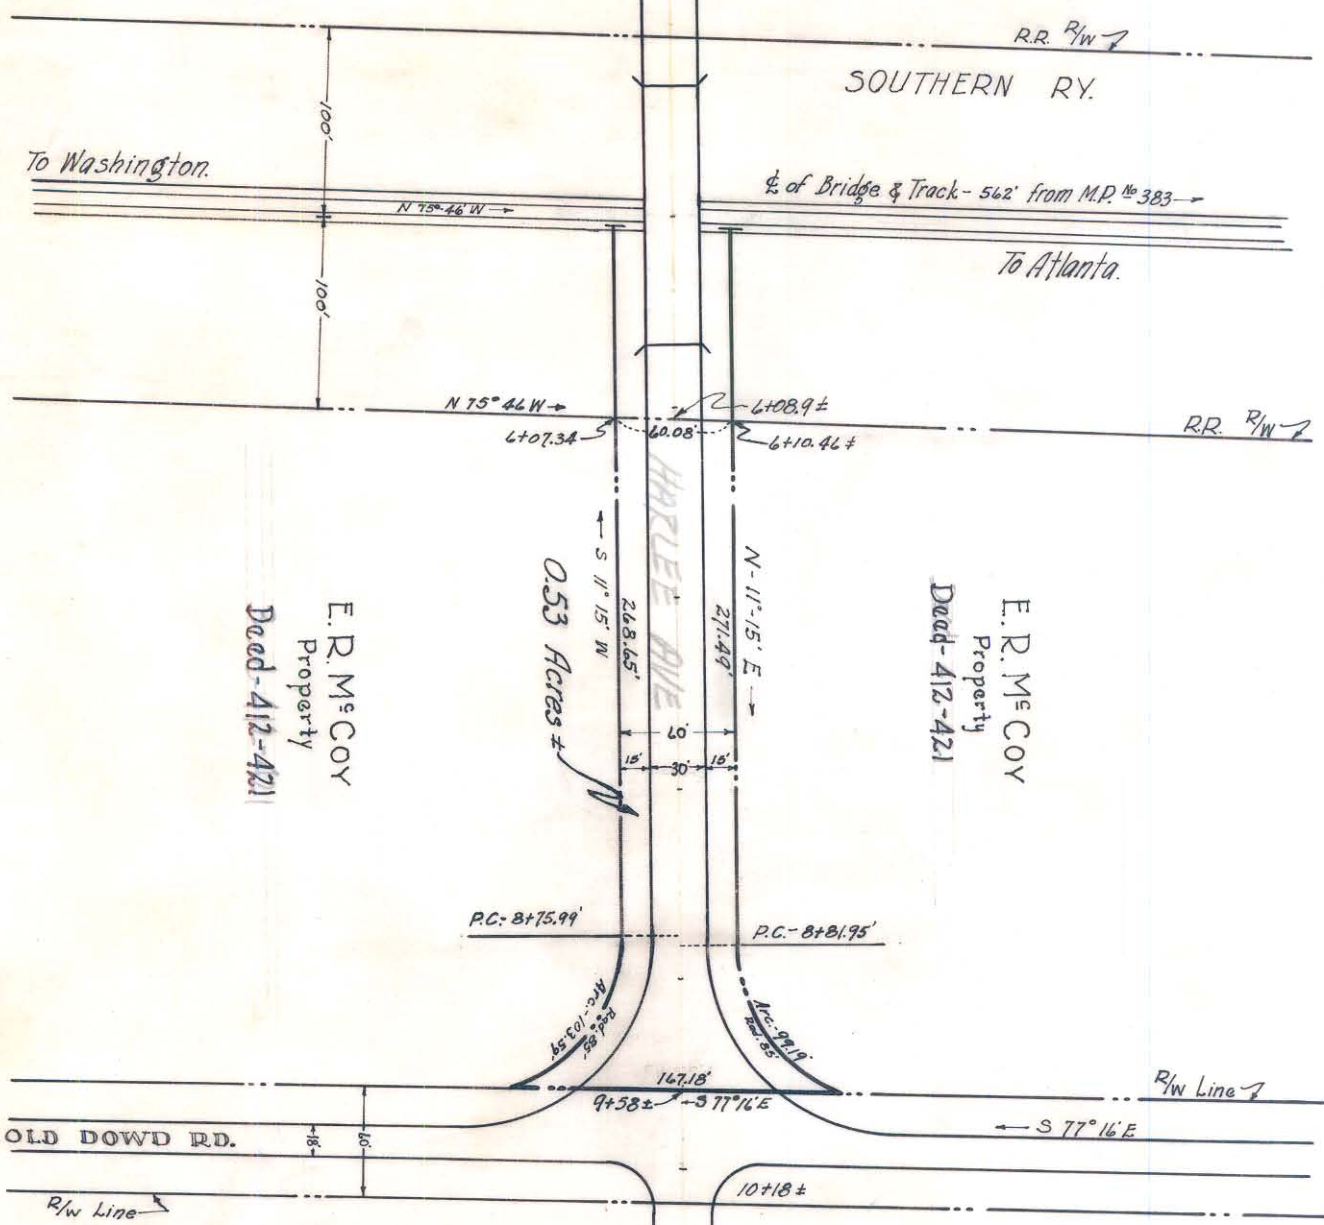 R.R. R/W
SOUTHERN RY.
100'
To Washington.
N 75°-46' W →
℄ of Bridge & Track - 562' from M.P. No 383 →
To Atlanta.
100'
N 75° 46 W →
6+07.34
60.08'
6+08.9 ±
6+10.46 ±
R.R. R/W
HARLEE AVE
← S 11° 15' W
268.65'
N-11°-15' E →
271.49'
0.53 Acres ±
E. R. McCOY
Property
Deed-412-421
E. R. McCOY
Property
Deed-412-421
60'
15' 30' 15'
P.C.- 8+75.99'
P.C.- 8+81.95'
Arc.-103.59'
Rad. 85'
Arc.- 99.19'
Rad. 85'
167.18'
9+58 ±
← S 77° 16' E
R/W Line
OLD DOWD RD.
18'
60'
← S 77° 16' E
10+18 ±
R/W Line